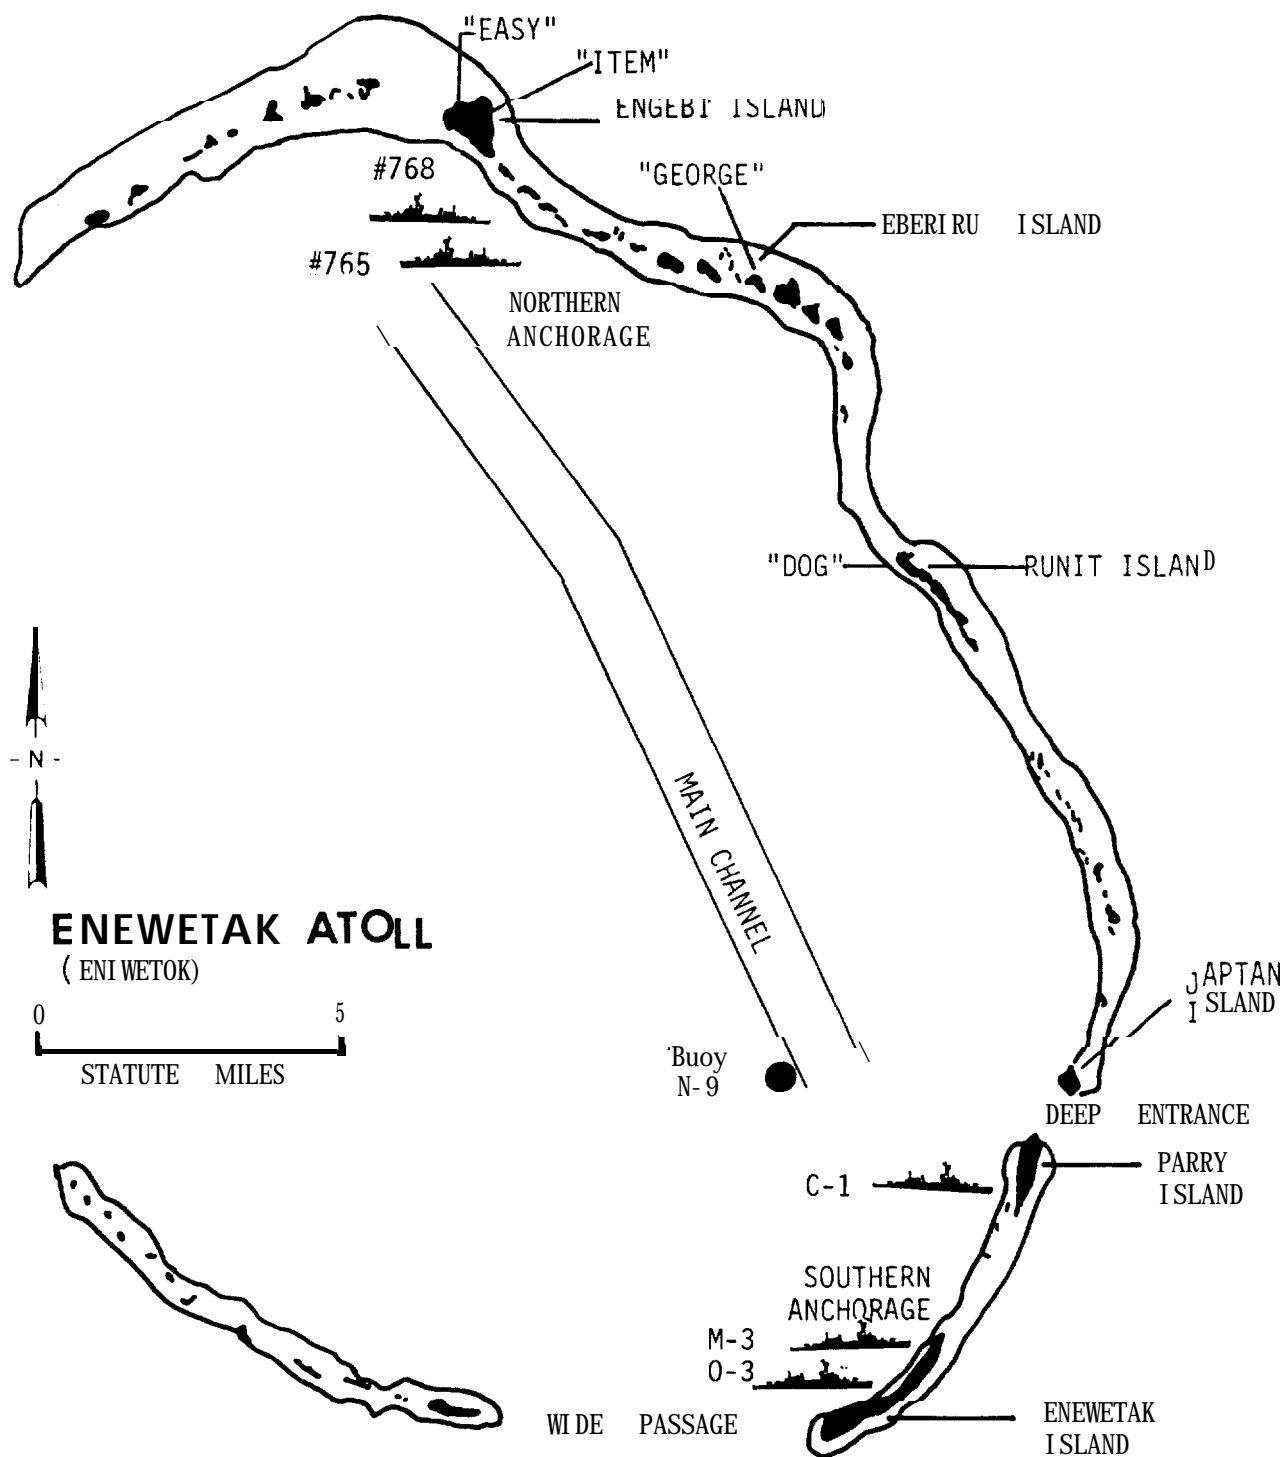 "EASY"
"ITEM"
ENGEBI ISLAND
#768
"GEORGE"
EBERIRU ISLAND
#765
NORTHERN
ANCHORAGE
"DOG"
RUNIT ISLAND
- N -
MAIN CHANNEL
ENEWETAK ATOLL
(ENIWETOK)
JAPTAN
ISLAND
0 5
STATUTE MILES
Buoy
N-9
DEEP ENTRANCE
PARRY
ISLAND
C-1
SOUTHERN
ANCHORAGE
M-3
O-3
WIDE PASSAGE
ENEWETAK
ISLAND